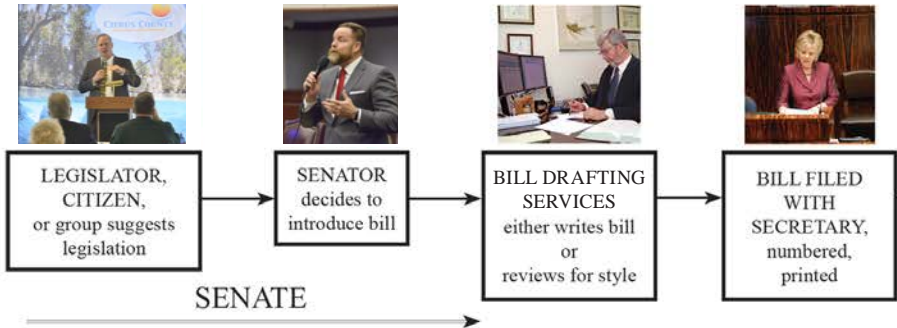 CITRUS COUNTY
LEGISLATOR,
CITIZEN,
or group suggests
legislation
SENATOR
decides to
introduce bill
BILL DRAFTING
SERVICES
either writes bill
or
reviews for style
BILL FILED
WITH
SECRETARY,
numbered,
printed
SENATE